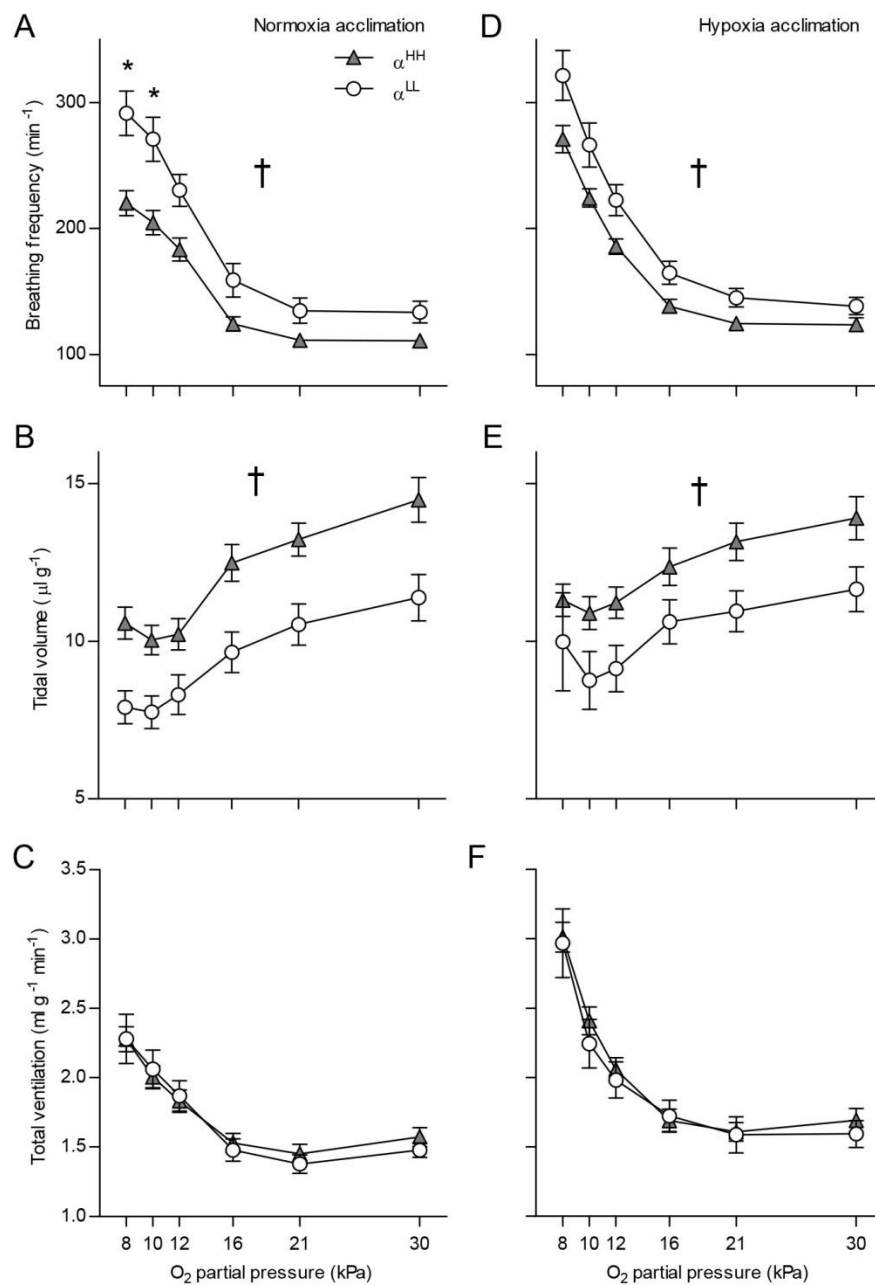 A
Normoxia acclimation
αHH
αLL
*
*
†
300
200
100
Breathing frequency (min-1)
D
Hypoxia acclimation
†
B
†
15
10
5
Tidal volume ( µl g-1)
E
†
C
3.5
3.0
2.5
2.0
1.5
1.0
Total ventilation (ml g-1 min-1)
8 10 12 16 21 30
O2 partial pressure (kPa)
F
8 10 12 16 21 30
O2 partial pressure (kPa)